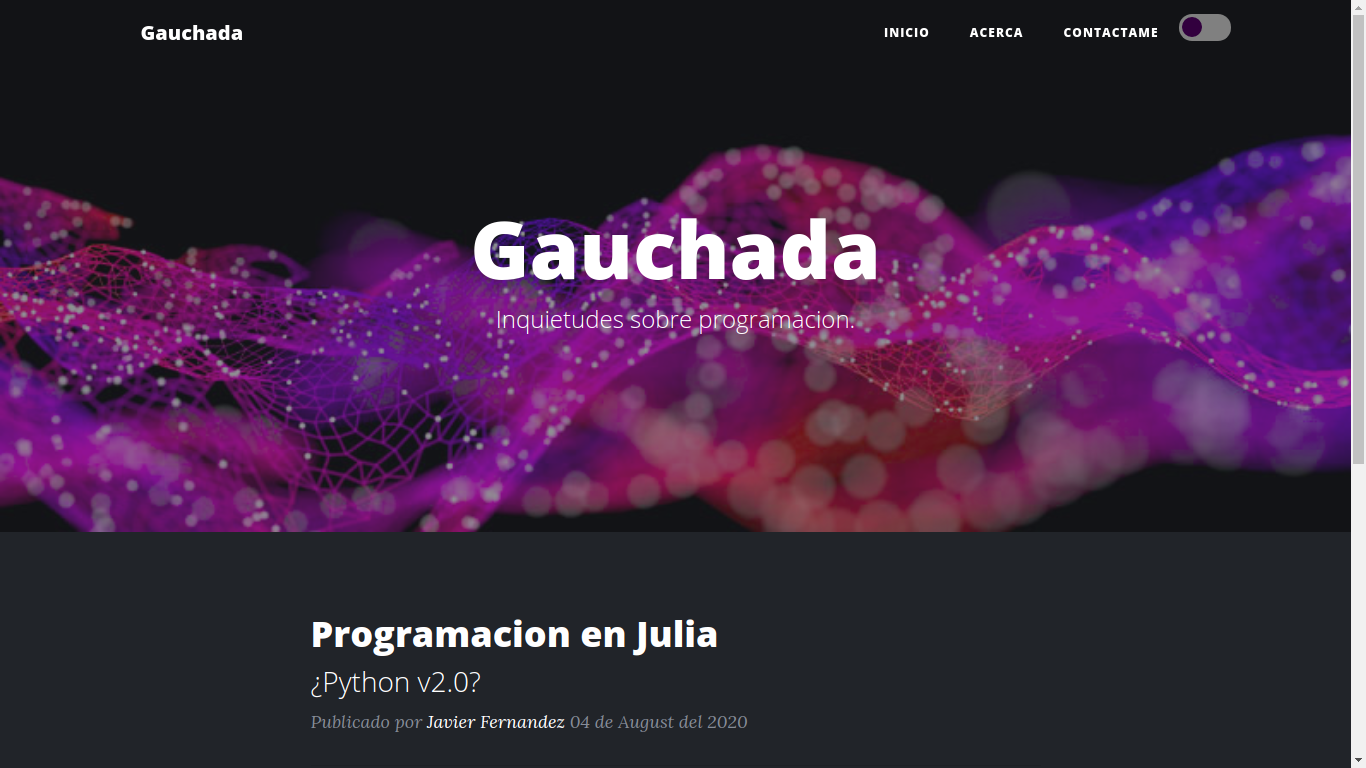 Gauchada
INICIO
ACERCA
CONTACTAME
Gauchada
Inquietudes sobre programacion.
Programacion en Julia
¿Python v2.0?
Publicado por Javier Fernandez 04 de August del 2020